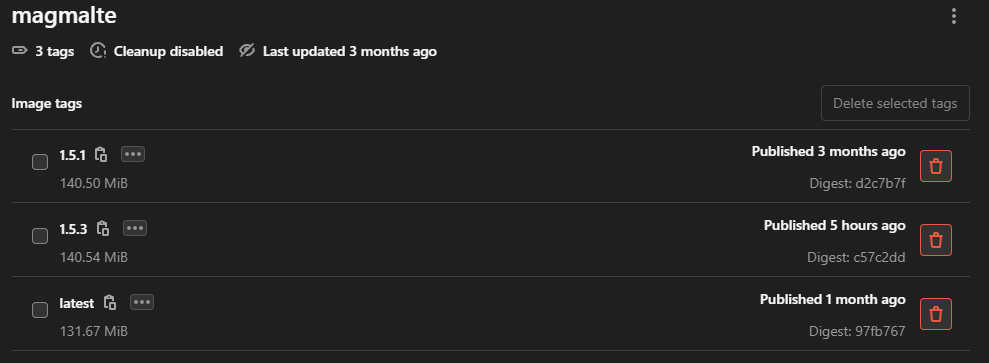 magmalte
3 tags Cleanup disabled Last updated 3 months ago
Image tags Delete selected tags
1.5.1 Published 3 months ago
140.50 MiB Digest: d2c7b7f
1.5.3 Published 5 hours ago
140.54 MiB Digest: c57c2dd
latest Published 1 month ago
131.67 MiB Digest: 97fb767